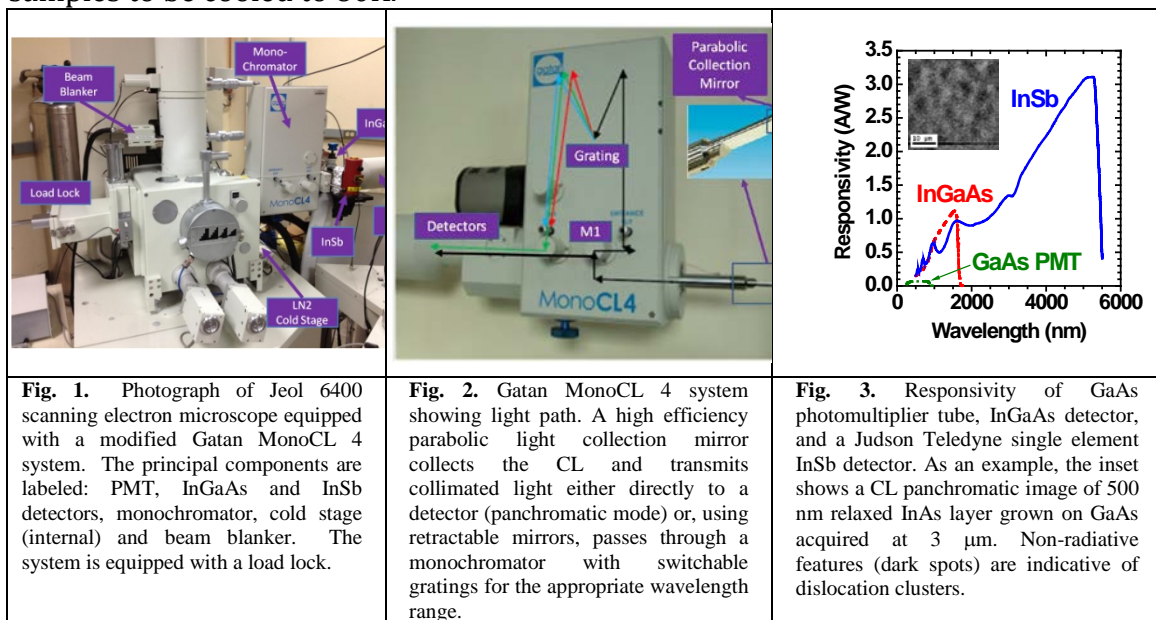 samples to be cooled to 80K.
Beam
Blanker
Mono-
Chromator
InGa
Load Lock
MonoCL4
InSb
LN2
Cold Stage
gatan
Parabolic
Collection
Mirror
Grating
Detectors
M1
MonoCL4
3.5
3.0
2.5
2.0
1.5
1.0
0.5
0.0
Responsivity (A/W)
10 μm
InSb
InGaAs
GaAs PMT
0 2000 4000 6000
Wavelength (nm)
Fig. 1. Photograph of Jeol 6400
scanning electron microscope equipped
with a modified Gatan MonoCL 4
system. The principal components are
labeled: PMT, InGaAs and InSb
detectors, monochromator, cold stage
(internal) and beam blanker. The
system is equipped with a load lock.
Fig. 2. Gatan MonoCL 4 system
showing light path. A high efficiency
parabolic light collection mirror
collects the CL and transmits
collimated light either directly to a
detector (panchromatic mode) or, using
retractable mirrors, passes through a
monochromator with switchable
gratings for the appropriate wavelength
range.
Fig. 3. Responsivity of GaAs
photomultiplier tube, InGaAs detector,
and a Judson Teledyne single element
InSb detector. As an example, the inset
shows a CL panchromatic image of 500
nm relaxed InAs layer grown on GaAs
acquired at 3 μm. Non-radiative
features (dark spots) are indicative of
dislocation clusters.